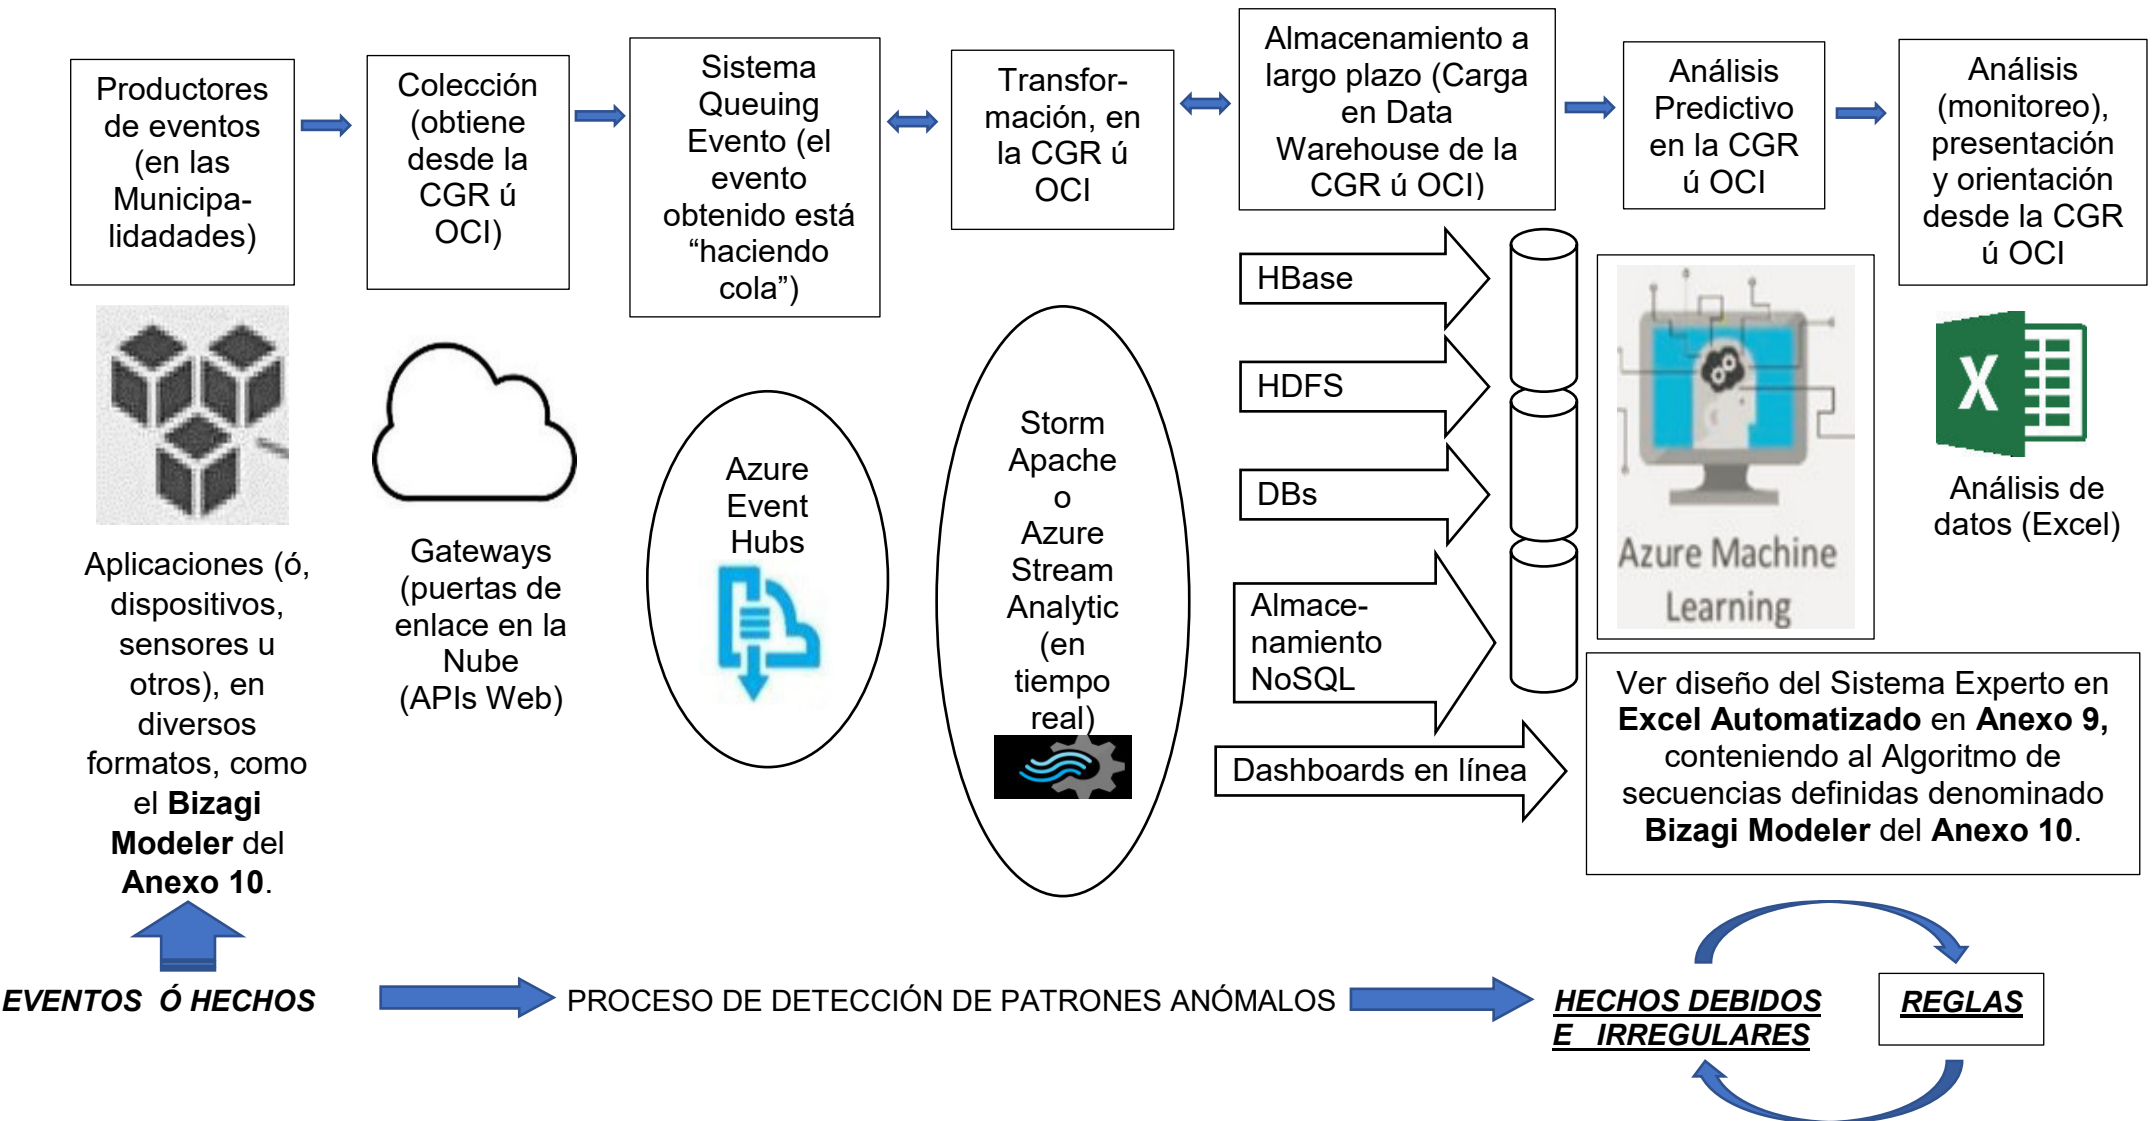 Productores
de eventos
(en las
Municipa-
lidadades)
Colección
(obtiene
desde la
CGR ú
OCI)
Sistema
Queuing
Evento (el
evento
obtenido está
“haciendo
cola”)
Transfor-
mación, en
la CGR ú
OCI
Almacenamiento a
largo plazo (Carga
en Data
Warehouse de la
CGR ú OCI)
Análisis
Predictivo
en la CGR
ú OCI
Análisis
(monitoreo),
presentación
y orientación
desde la CGR
ú OCI
Aplicaciones (ó,
dispositivos,
sensores u
otros), en
diversos
formatos, como
el Bizagi
Modeler del
Anexo 10.
Gateways
(puertas de
enlace en la
Nube
(APIs Web)
Azure
Event
Hubs
Storm
Apache
o
Azure
Stream
Analytic
(en
tiempo
real)
HBase
HDFS
DBs
Almace-
namiento
NoSQL
Dashboards en línea
Azure Machine
Learning
X
Análisis de
datos (Excel)
Ver diseño del Sistema Experto en
Excel Automatizado en Anexo 9,
conteniendo al Algoritmo de
secuencias definidas denominado
Bizagi Modeler del Anexo 10.
EVENTOS Ó HECHOS
PROCESO DE DETECCIÓN DE PATRONES ANÓMALOS
HECHOS DEBIDOS
E IRREGULARES
REGLAS